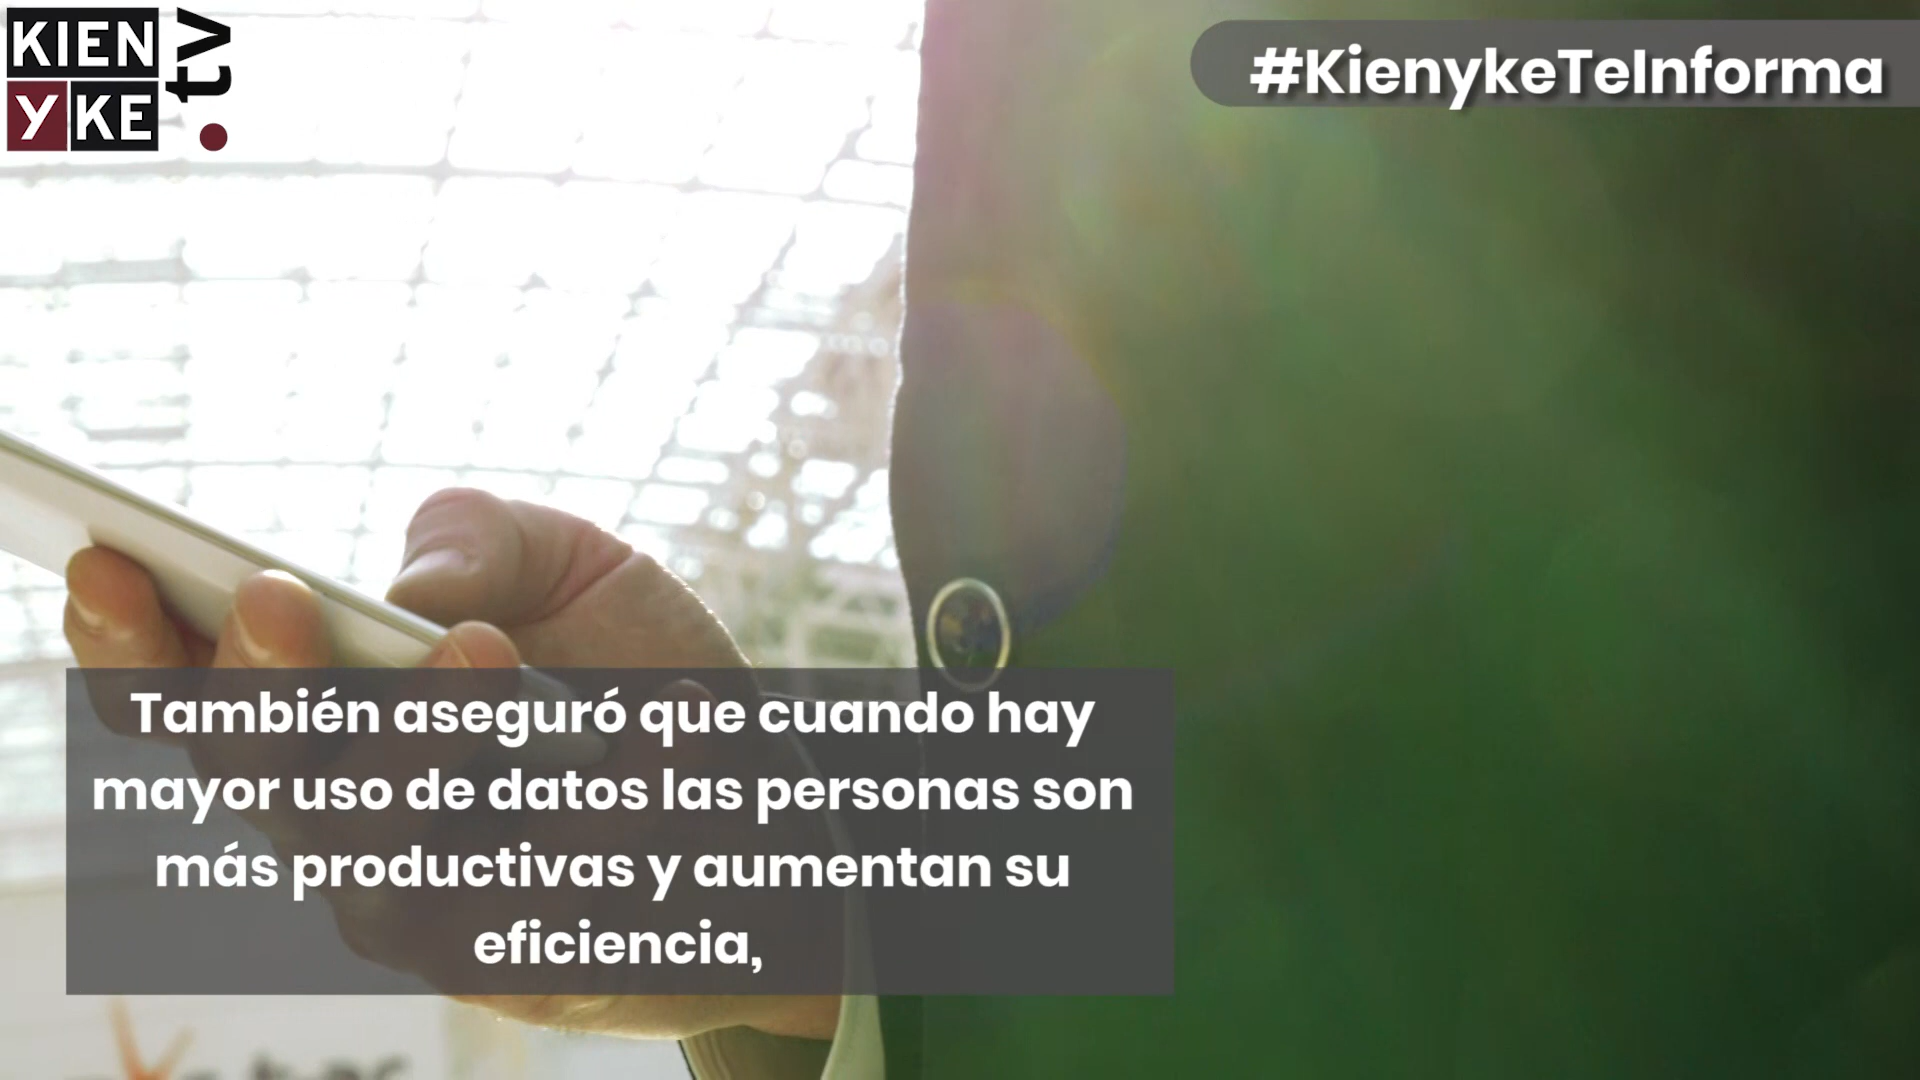 KIEN
YKE
.tv
#KienykeTeInforma
También aseguró que cuando hay
mayor uso de datos las personas son
más productivas y aumentan su
eficiencia,